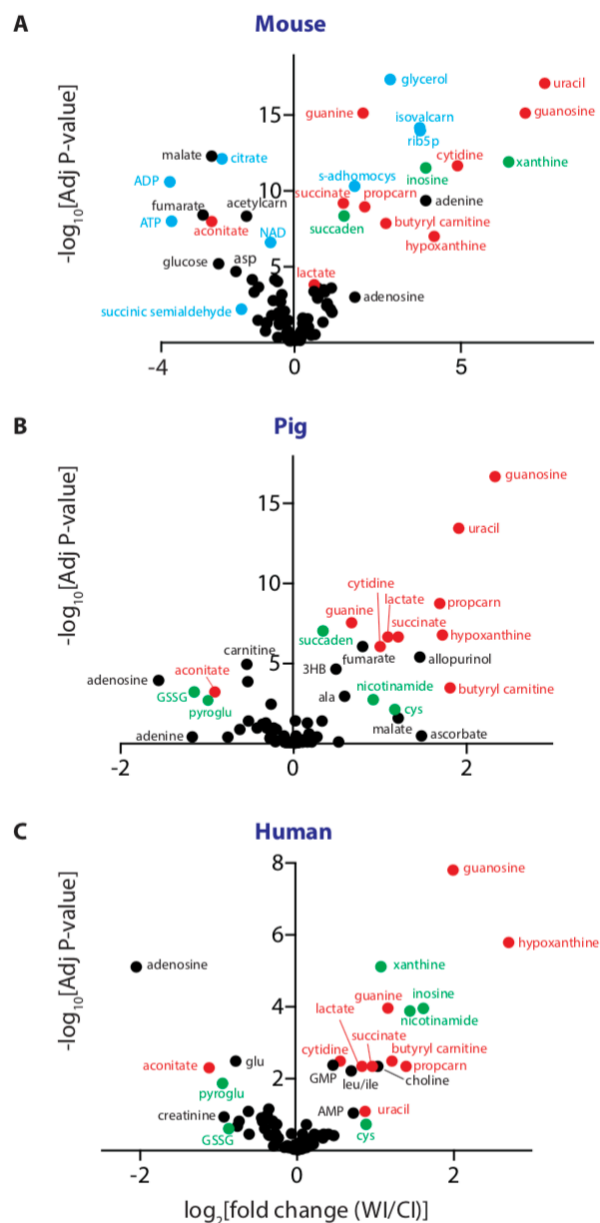 A
Mouse
-log10[Adj P-value]
glycerol
uracil
15
guanine
guanosine
isovalcarn
rib5p
malate
citrate
cytidine
xanthine
ADP
10
s-adhomocys
inosine
succinate
propcarn
adenine
fumarate
acetylcarn
ATP
aconitate
succaden
butyryl carnitine
NAD
hypoxanthine
glucose
asp
5
lactate
adenosine
succinic semialdehyde
-4
0
5
B
Pig
-log10[Adj P-value]
guanosine
15
uracil
10
cytidine
lactate
propcarn
guanine
succinate
succaden
hypoxanthine
carnitine
5
fumarate
allopurinol
aconitate
3HB
adenosine
nicotinamide
butyryl carnitine
GSSG
ala
pyroglu
cys
malate
adenine
ascorbate
-2
0
2
C
Human
-log10[Adj P-value]
8
guanosine
6
hypoxanthine
adenosine
xanthine
guanine
inosine
4
lactate
nicotinamide
succinate
cytidine
butyryl carnitine
aconitate
glu
propcarn
GMP
leu/ile
choline
2
pyroglu
creatinine
AMP
uracil
GSSG
cys
-2
0
2
log2[fold change (WI/CI)]